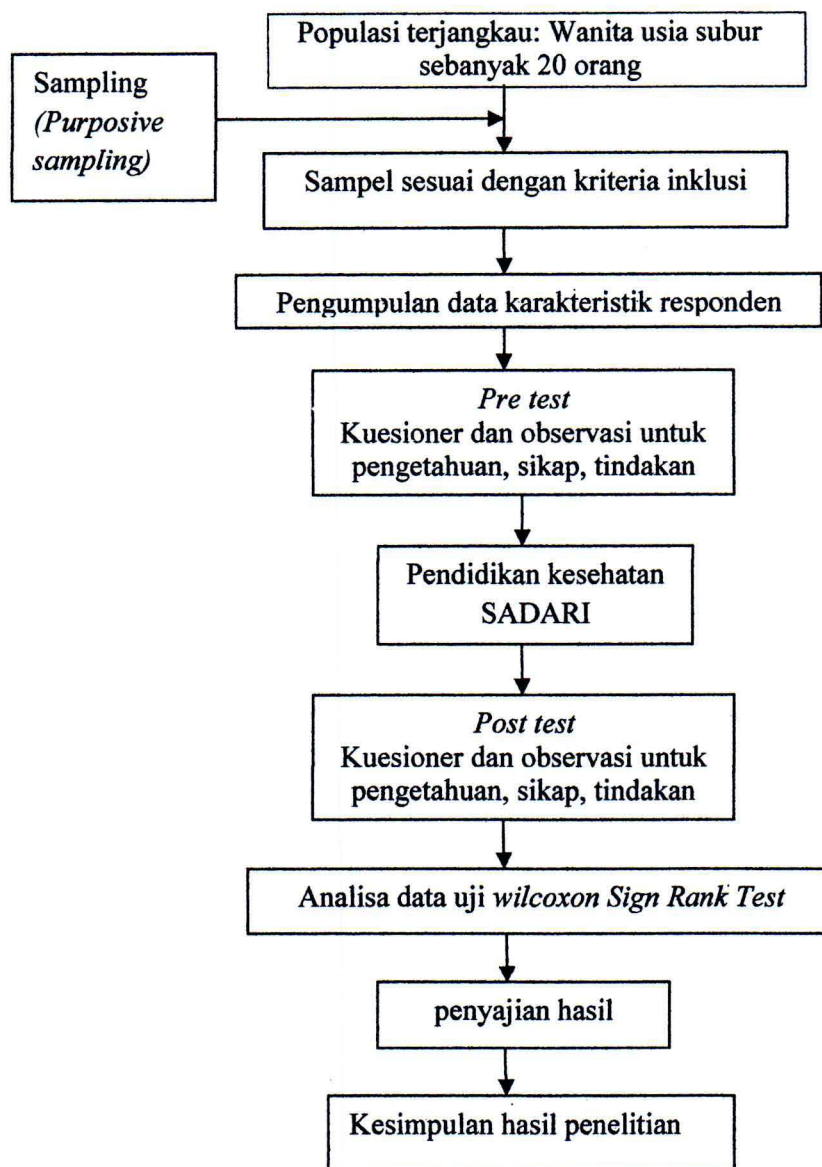 Populasi terjangkau: Wanita usia subur
sebanyak 20 orang
Sampling
(Purposive
sampling)
Sampel sesuai dengan kriteria inklusi
Pengumpulan data karakteristik responden
Pre test
Kuesioner dan observasi untuk
pengetahuan, sikap, tindakan
Pendidikan kesehatan
SADARI
Post test
Kuesioner dan observasi untuk
pengetahuan, sikap, tindakan
Analisa data uji wilcoxon Sign Rank Test
penyajian hasil
Kesimpulan hasil penelitian